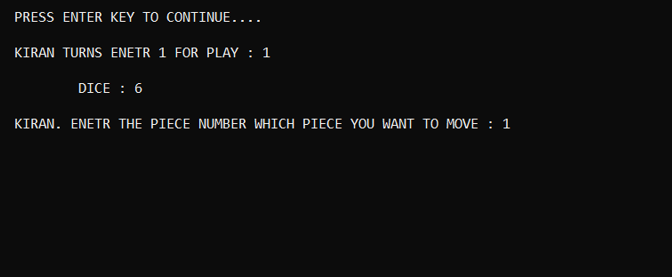 PRESS ENTER KEY TO CONTINUE....
KIRAN TURNS ENETR 1 FOR PLAY : 1
DICE : 6
KIRAN. ENETR THE PIECE NUMBER WHICH PIECE YOU WANT TO MOVE : 1